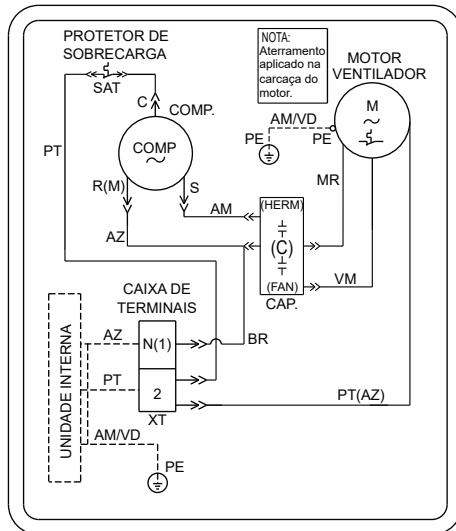 PROTETOR DE
SOBRECARGA
SAT
C
COMP.
COMP
R(M)
S
PT
AZ
AM
NOTA:
Aterramento
aplicado na
carcaça do
motor.
MOTOR
VENTILADOR
M
AM/VD
PE
PE
MR
(HERM)
(C)
(FAN)
CAP.
VM
CAIXA DE
TERMINAIS
UNIDADE INTERNA
AZ
N(1)
BR
PT
2
XT
PT(AZ)
AM/VD
PE